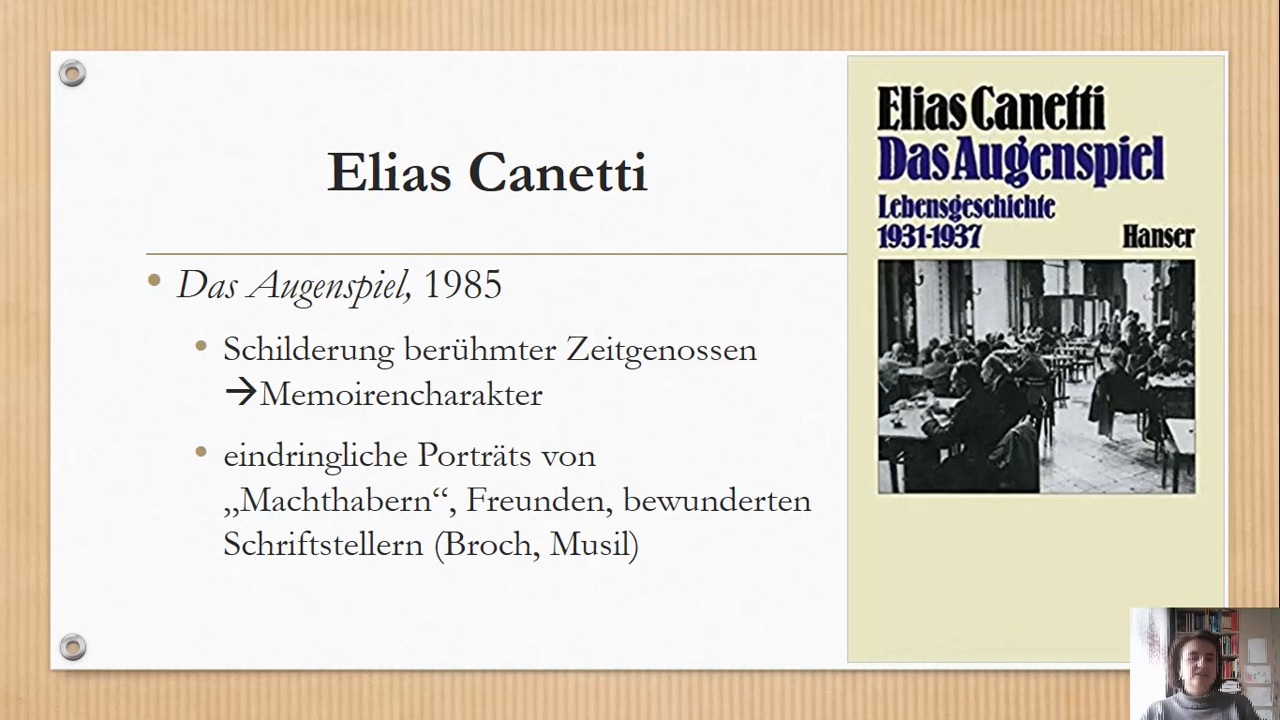 Elias Canetti
• Das Augenspiel, 1985
• Schilderung berühmter Zeitgenossen
→Memoirencharakter
• eindringliche Porträts von
„Machthabern“, Freunden, bewunderten
Schriftstellern (Broch, Musil)
Elias Canetti
Das Augenspiel
Lebensgeschichte
1931-1937
Hanser